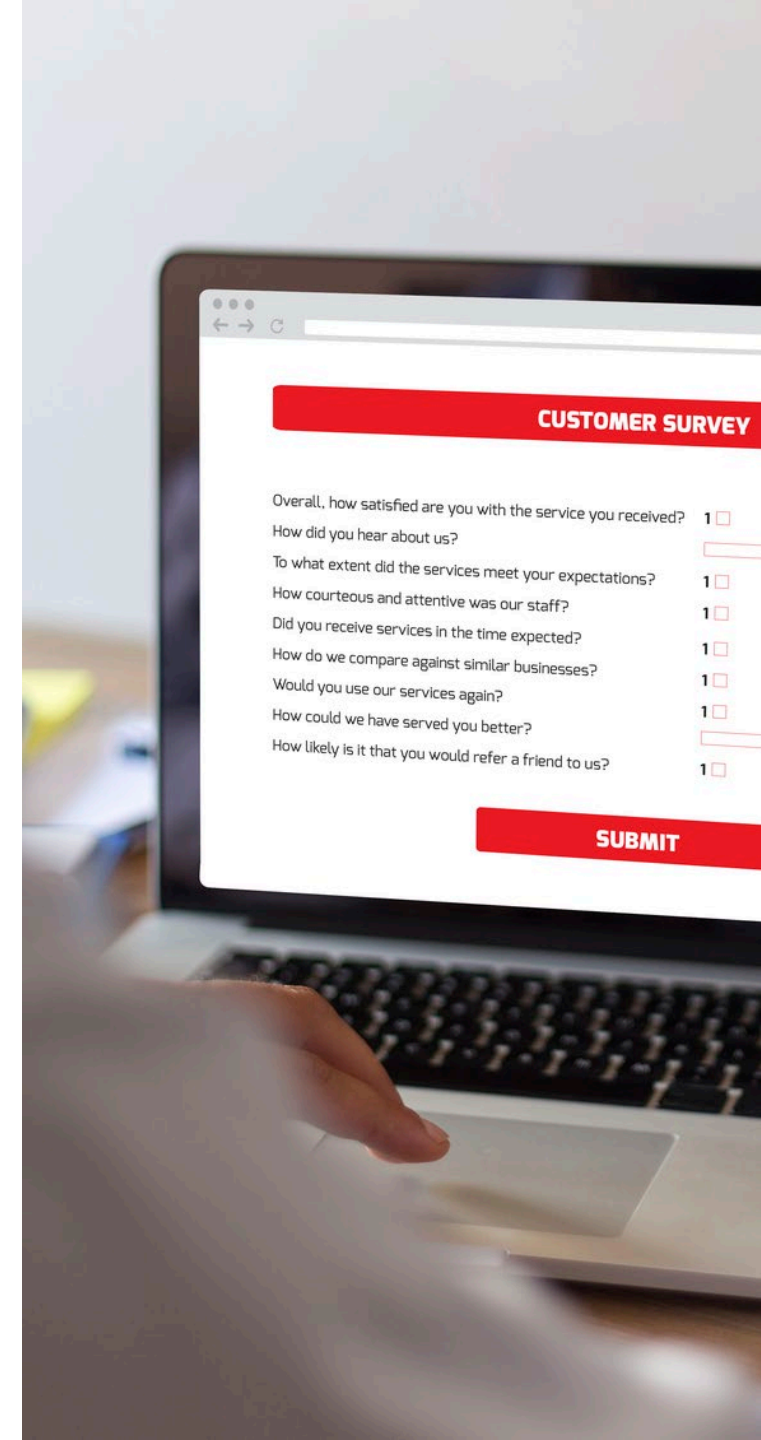 CUSTOMER SURVEY
Overall, how satisfied are you with the service you received? 1
How did you hear about us?
To what extent did the services meet your expectations? 1
How courteous and attentive was our staff? 1
Did you receive services in the time expected? 1
How do we compare against similar businesses? 1
Would you use our services again? 1
How could we have served you better?
How likely is it that you would refer a friend to us? 1
SUBMIT